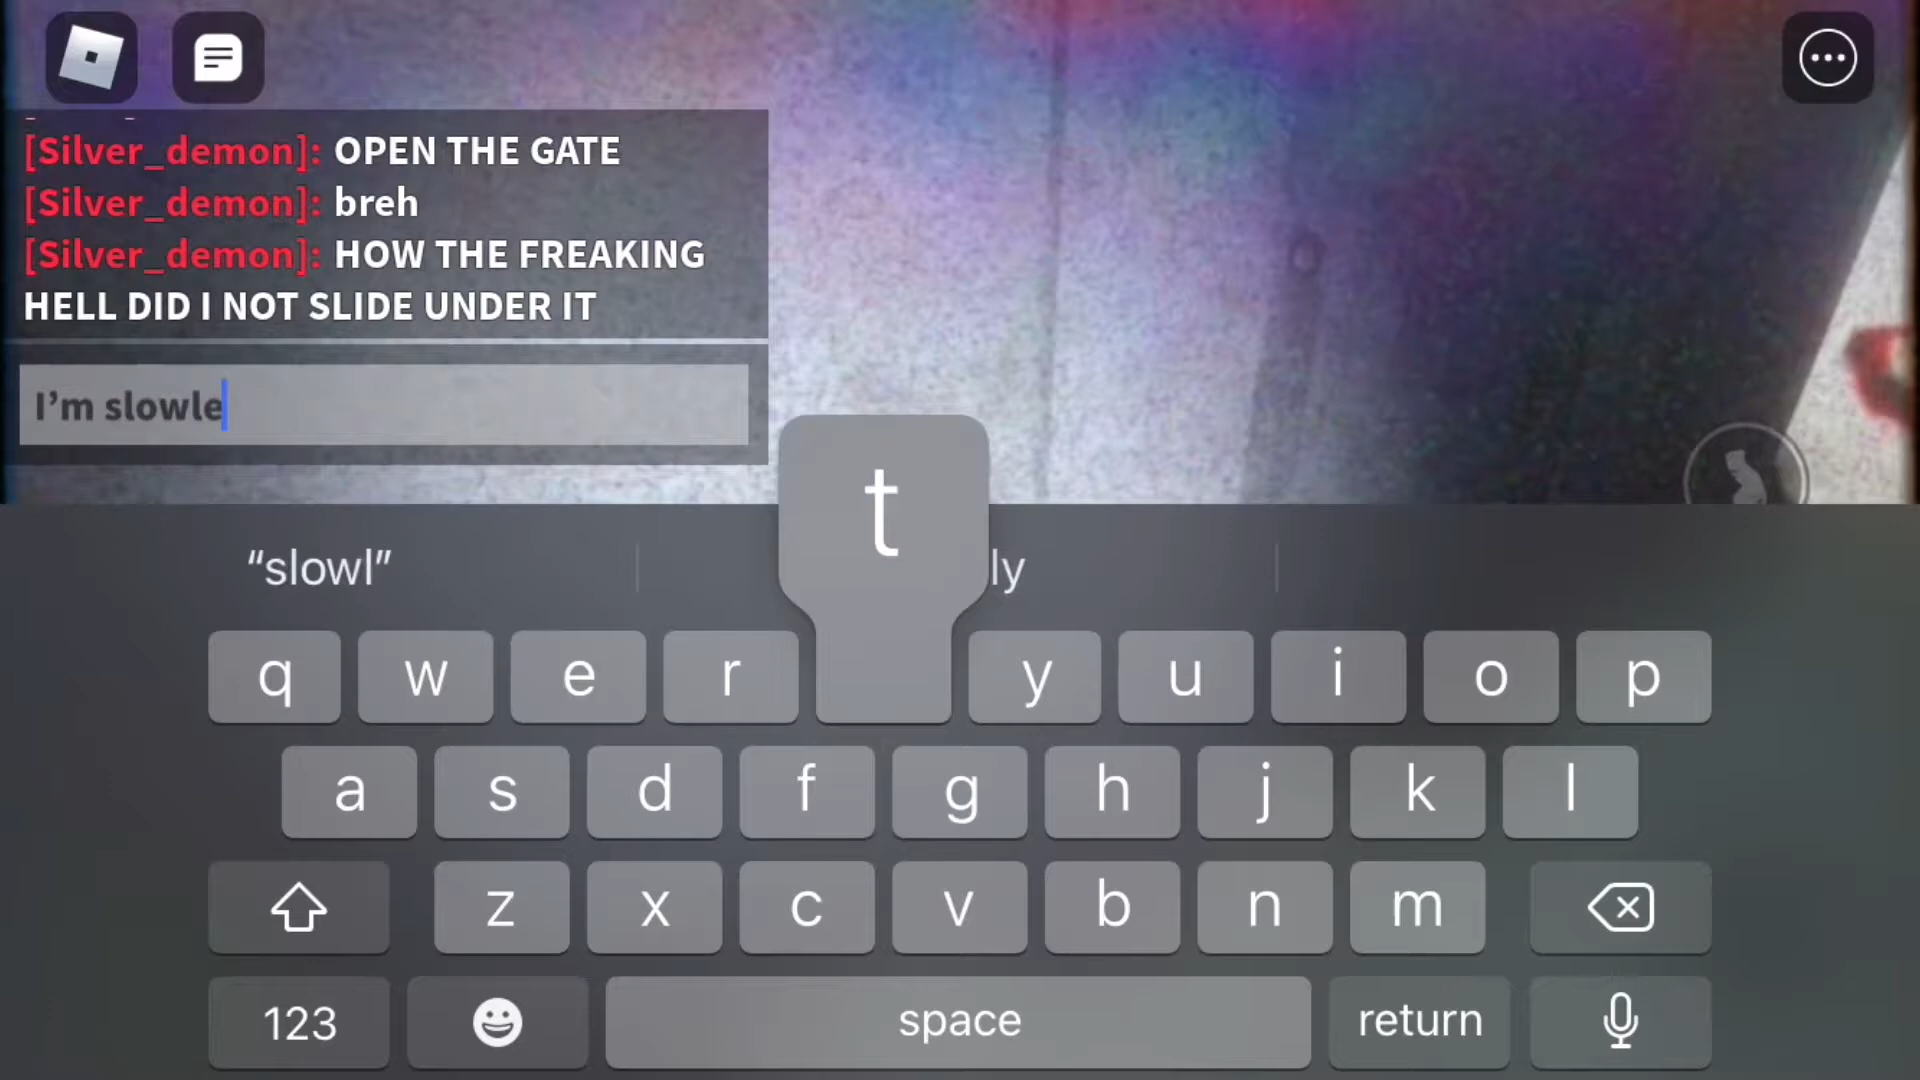 [Silver_demon]: OPEN THE GATE
[Silver_demon]: breh
[Silver_demon]: HOW THE FREAKING
HELL DID I NOT SLIDE UNDER IT
I’m slowle
t
“slowl”
ly
q w e r y u i o p
a s d f g h j k l
z x c v b n m
123 space return